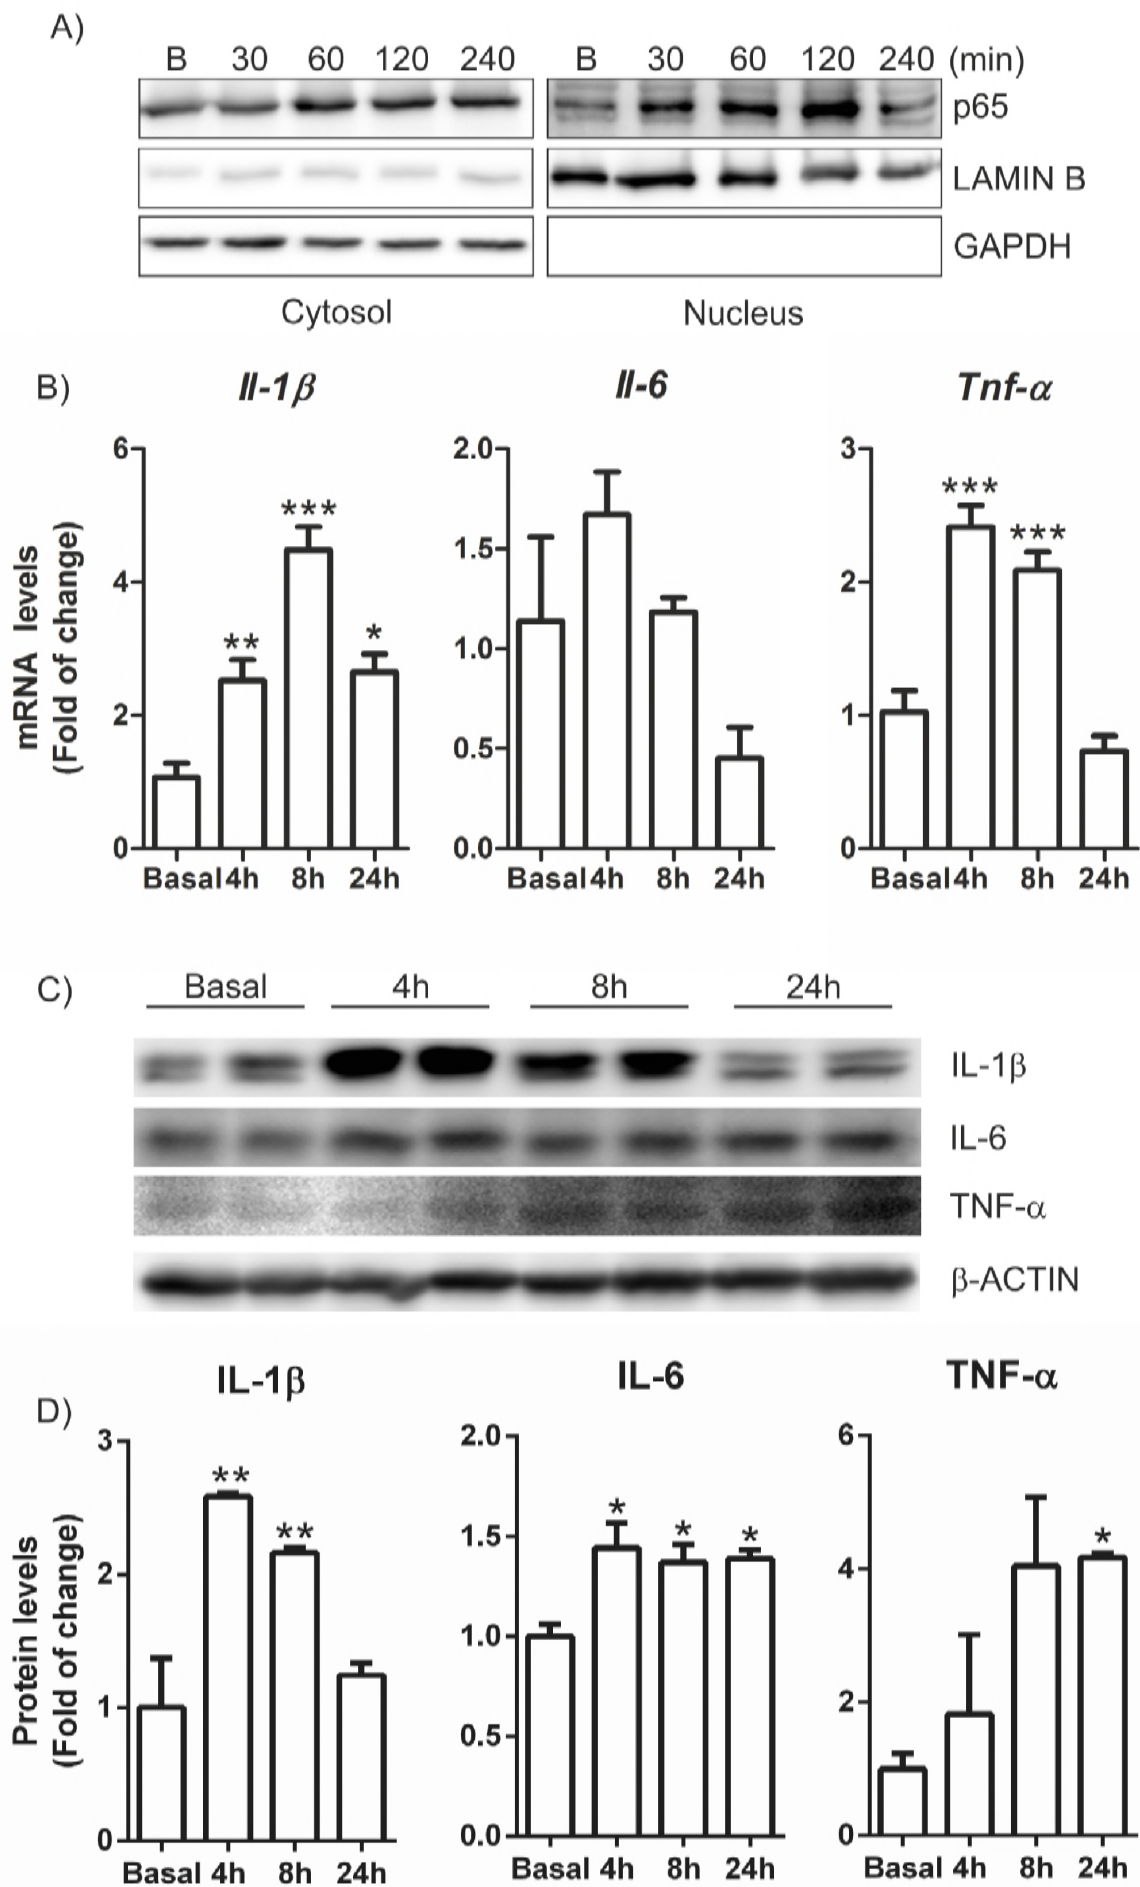 A)
B 30 60 120 240 B 30 60 120 240 (min)
p65
LAMIN B
GAPDH
Cytosol Nucleus
B) Il-1β Il-6 Tnf-α
mRNA levels
(Fold of change)
6
4
2
0
***
**
*
Basal 4h 8h 24h
2.0
1.5
1.0
0.5
0.0
Basal 4h 8h 24h
3
2
1
0
***
***
Basal 4h 8h 24h
C) Basal 4h 8h 24h
IL-1β
IL-6
TNF-α
β-ACTIN
D) IL-1β IL-6 TNF-α
Protein levels
(Fold of change)
3
2
1
0
**
**
Basal 4h 8h 24h
2.0
1.5
1.0
0.5
0.0
* * *
Basal 4h 8h 24h
6
4
2
0
*
Basal 4h 8h 24h